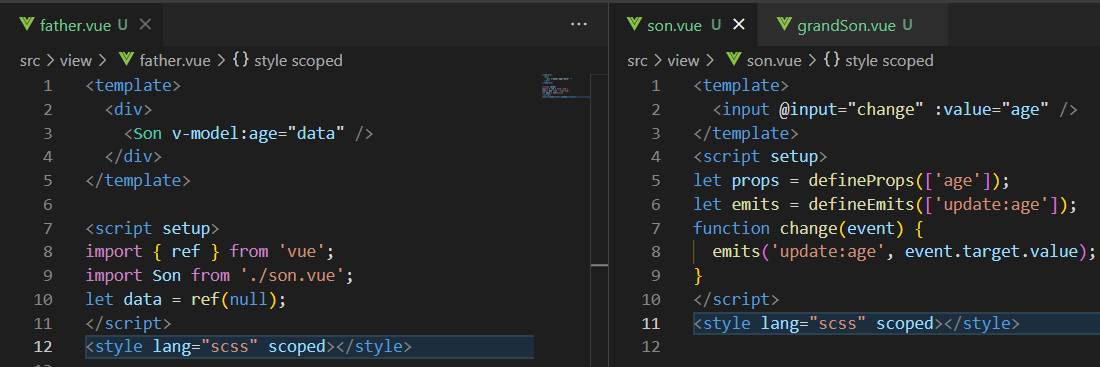 father.vue U ×
···
src > view > father.vue > {} style scoped
1 <template>
2   <div>
3     <Son v-model:age="data" />
4   </div>
5 </template>
6
7 <script setup>
8 import { ref } from 'vue';
9 import Son from './son.vue';
10 let data = ref(null);
11 </script>
12 <style lang="scss" scoped></style>
son.vue U × grandSon.vue U
src > view > son.vue > {} style scoped
1 <template>
2   <input @input="change" :value="age" />
3 </template>
4 <script setup>
5 let props = defineProps(['age']);
6 let emits = defineEmits(['update:age']);
7 function change(event) {
8   emits('update:age', event.target.value);
9 }
10 </script>
11 <style lang="scss" scoped></style>
12